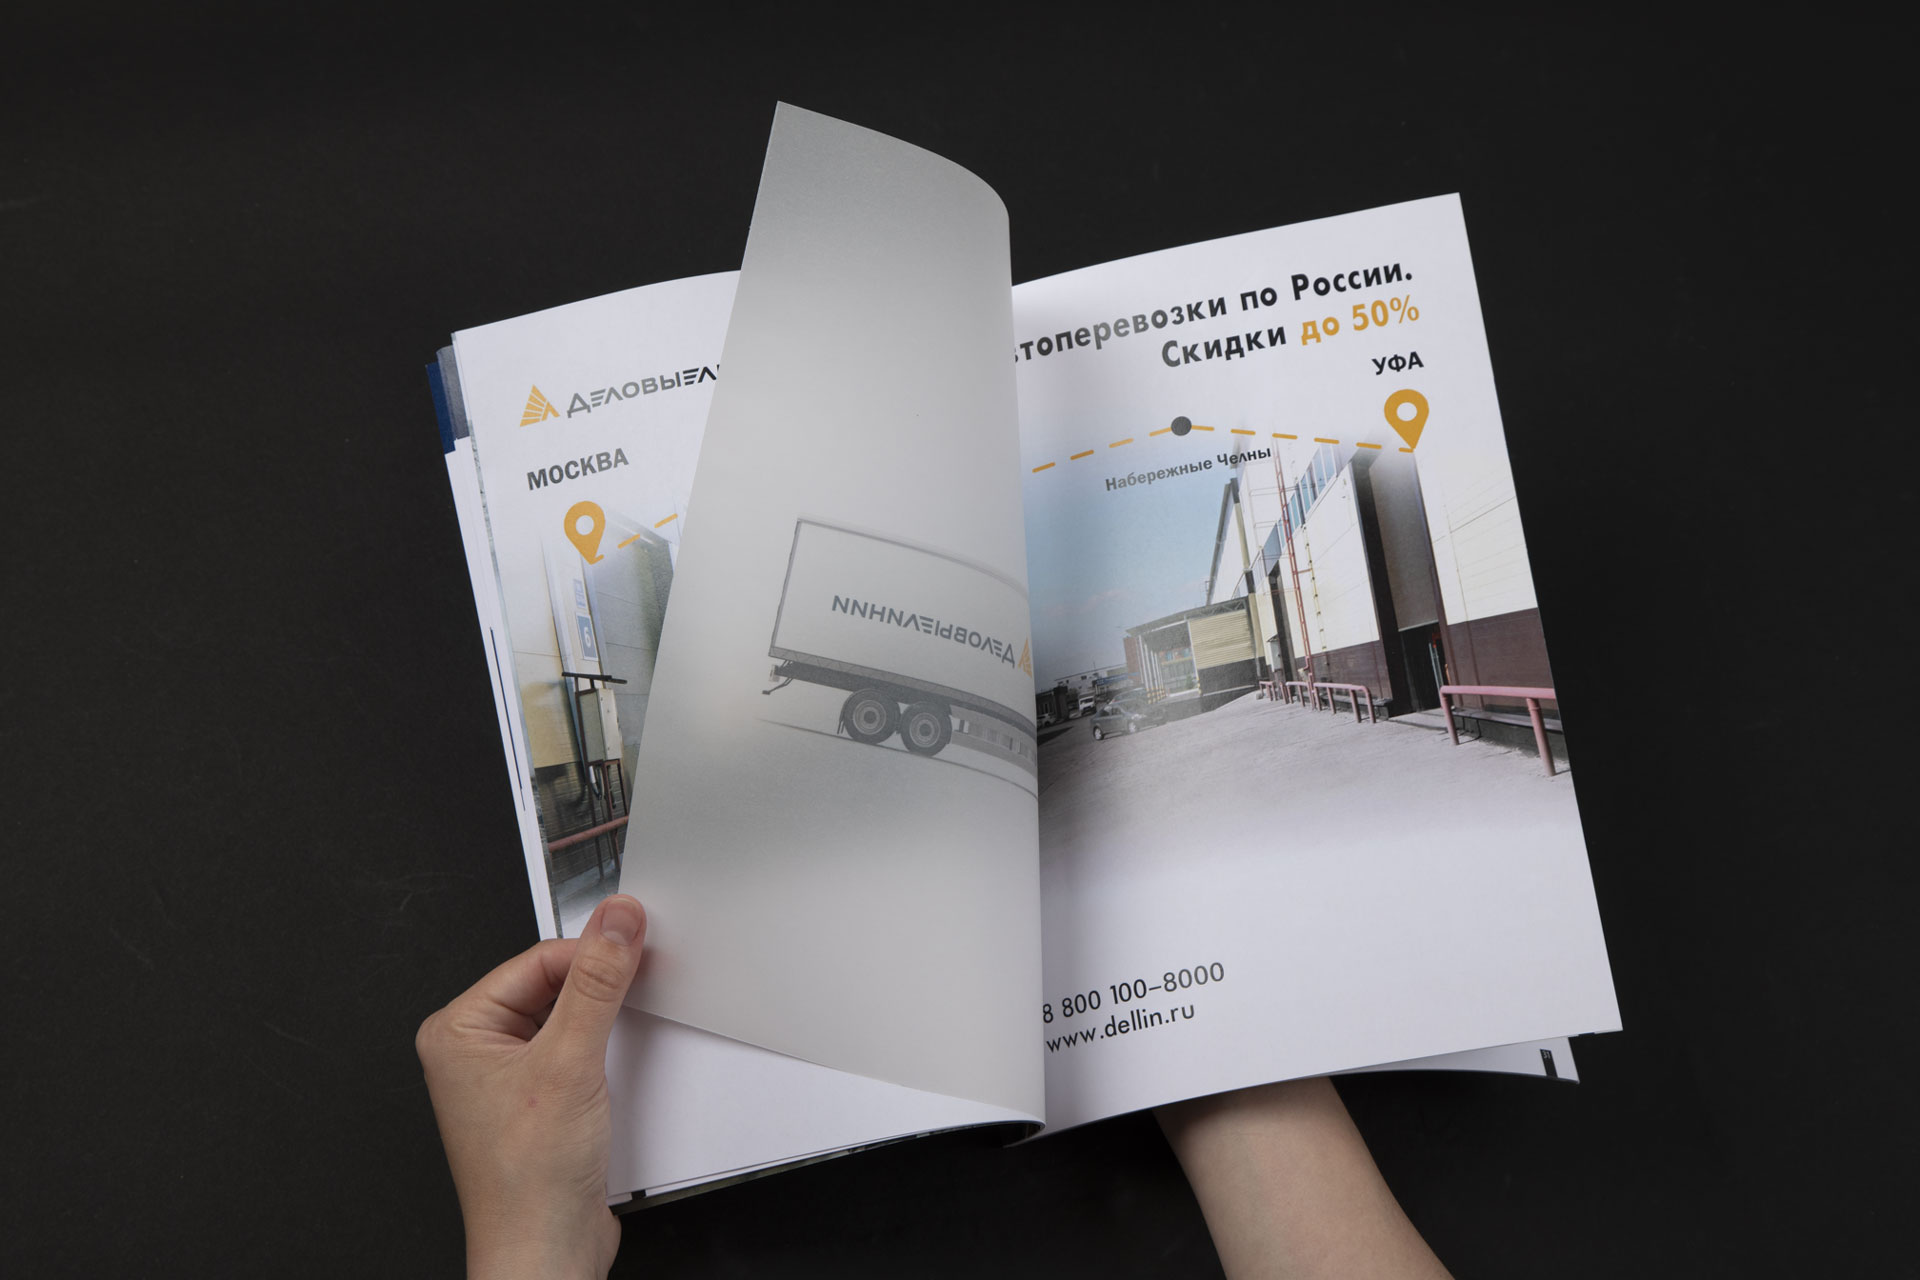 ДЕЛОВЫЕЛ
МОСКВА
6
ДЕЛОВЫЕЛИНИИ
втоперевозки по России.
Скидки до 50%
УФА
Набережные Челны
8 800 100-8000
www.dellin.ru